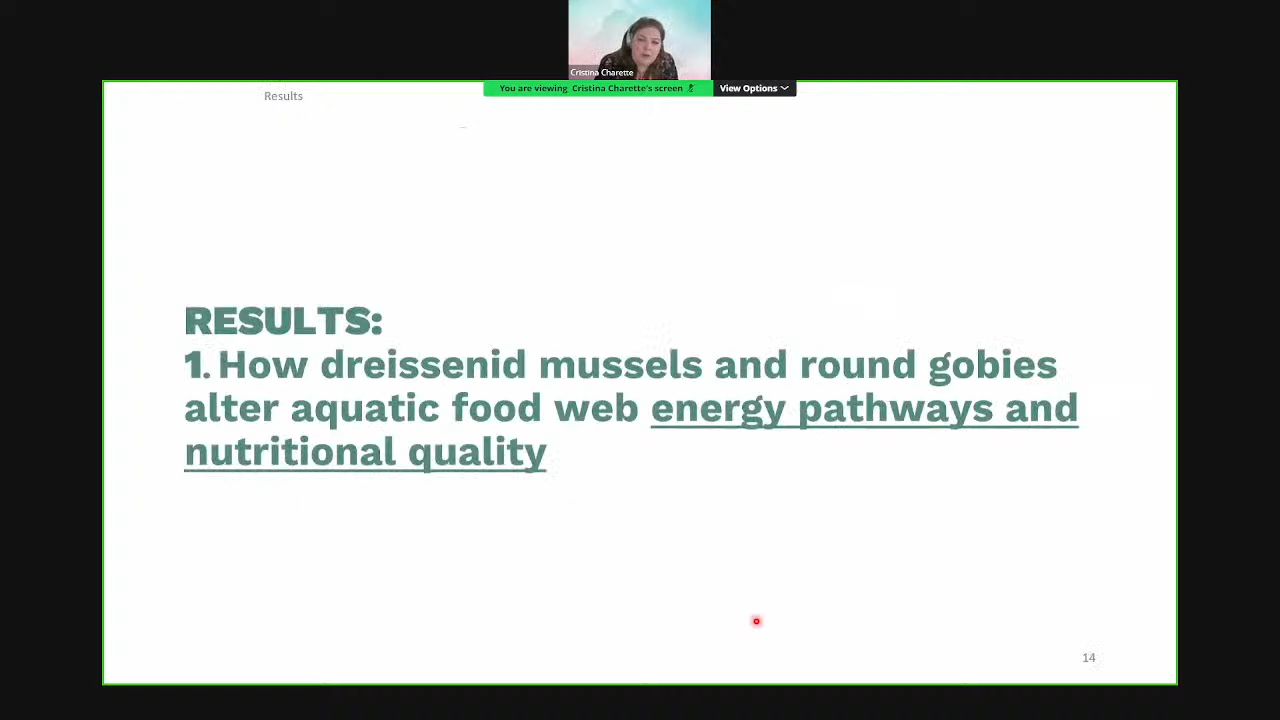 Cristina Charette
You are viewing Cristina Charette's screen
View Options
Results
RESULTS:
1. How dreissenid mussels and round gobies
alter aquatic food web energy pathways and
nutritional quality
14